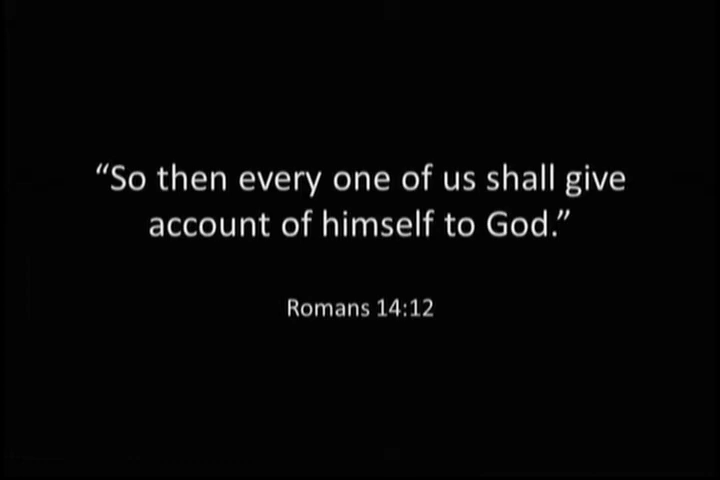 “So then every one of us shall give
account of himself to God.”
Romans 14:12